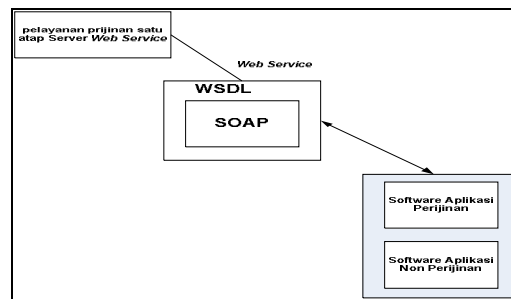 pelayanan prijinan satu
atap Server Web Service
Web Service
WSDL
SOAP
Software Aplikasi
Perijinan
Software Aplikasi
Non Perijinan